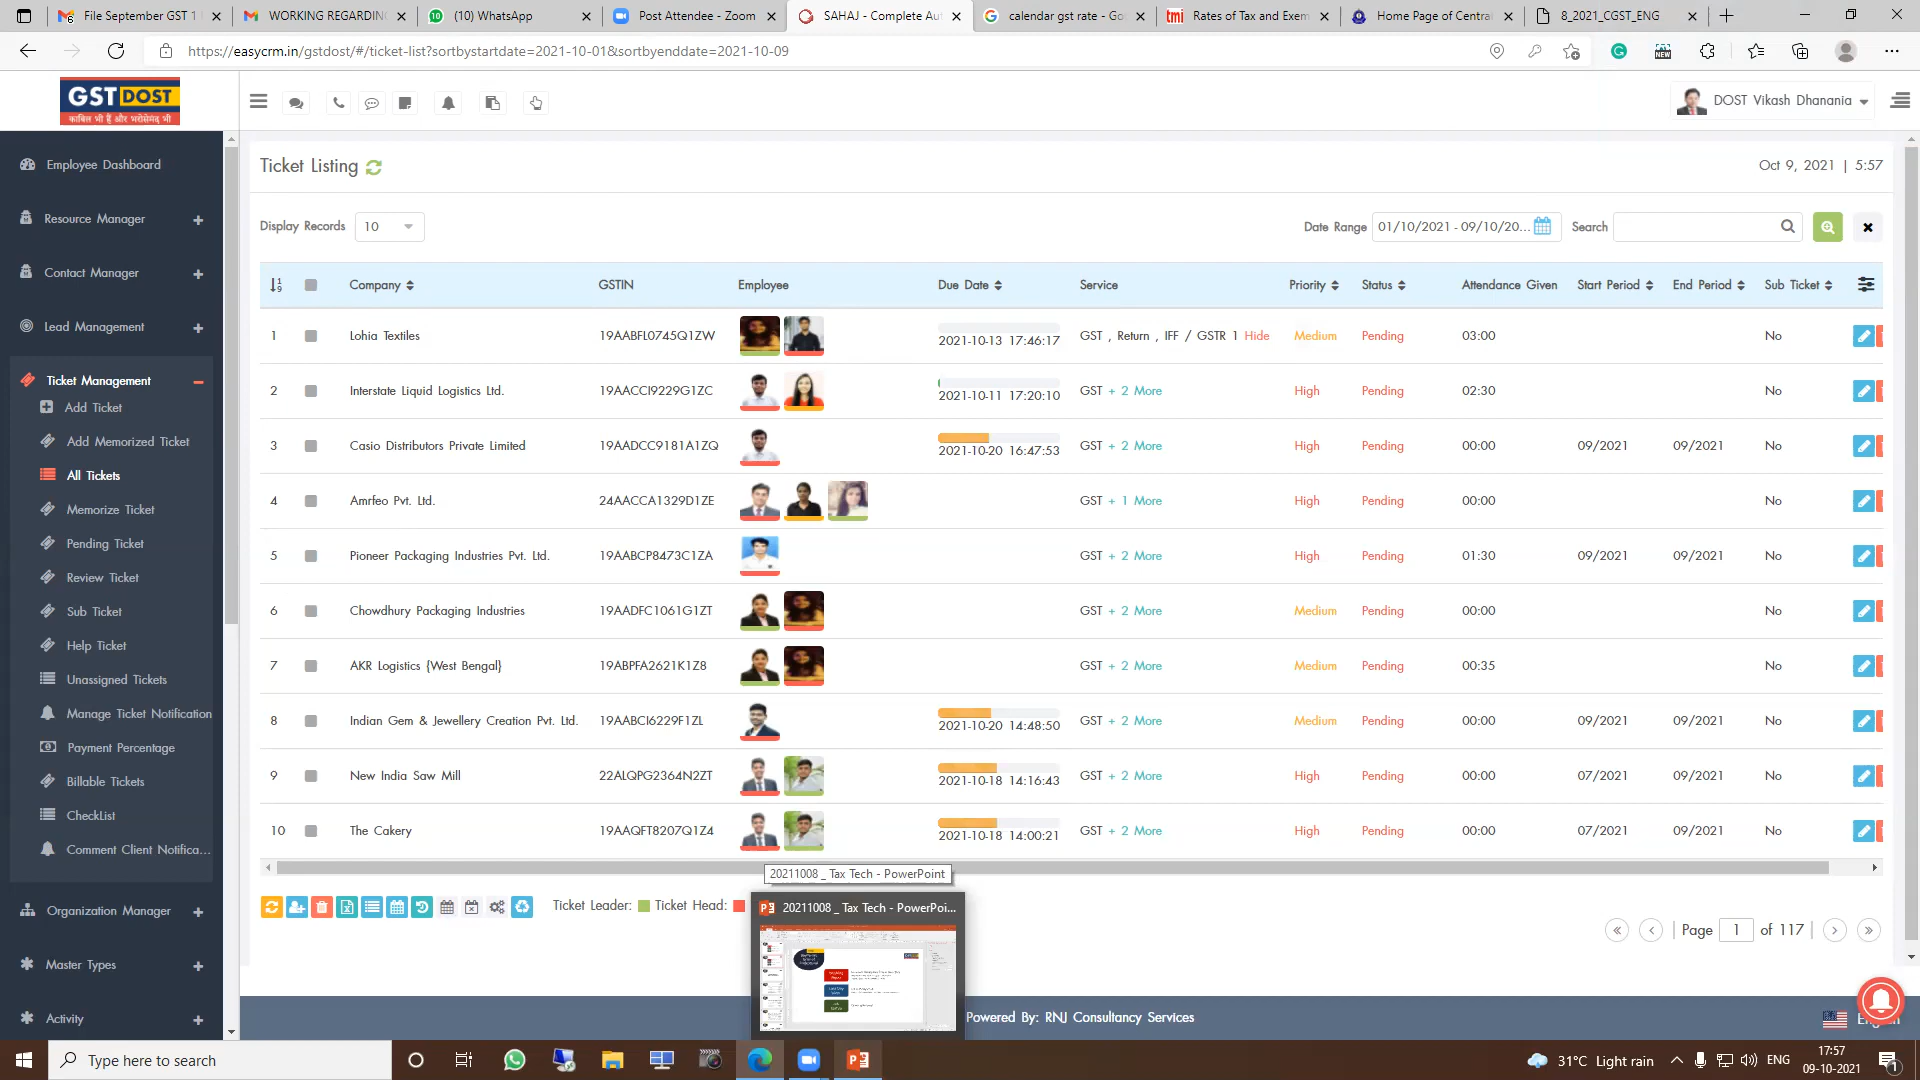 File September GST 1
WORKING REGARDING
(10) WhatsApp
Post Attendee - Zoom
SAHAJ - Complete Au
calendar gst rate - Go
Rates of Tax and Exem
Home Page of Central
8_2021_CGST_ENG
https://easycrm.in/gstdost/#/ticket-list?sortbystartdate=2021-10-01&sortbyenddate=2021-10-09
GST DOST
काबिल भी हैं और भरोसेमंद भी
DOST Vikash Dhanania
Employee Dashboard
Resource Manager
Contact Manager
Lead Management
Ticket Management
Add Ticket
Add Memorized Ticket
All Tickets
Memorize Ticket
Pending Ticket
Review Ticket
Sub Ticket
Help Ticket
Unassigned Tickets
Manage Ticket Notification
Payment Percentage
Billable Tickets
CheckList
Comment Client Notifica...
Organization Manager
Master Types
Activity
Ticket Listing
Oct 9, 2021 | 5:57
Display Records 10
Date Range 01/10/2021 - 09/10/20... Search
Company GSTIN Employee Due Date Service Priority Status Attendance Given Start Period End Period Sub Ticket
1 Lohia Textiles 19AABFL0745Q1ZW 2021-10-13 17:46:17 GST , Return , IFF / GSTR 1 Hide Medium Pending 03:00 No
2 Interstate Liquid Logistics Ltd. 19AACCI9229G1ZC 2021-10-11 17:20:10 GST + 2 More High Pending 02:30 No
3 Casio Distributors Private Limited 19AADCC9181A1ZQ 2021-10-20 16:47:53 GST + 2 More High Pending 00:00 09/2021 09/2021 No
4 Amrfeo Pvt. Ltd. 24AACCA1329D1ZE GST + 1 More High Pending 00:00 No
5 Pioneer Packaging Industries Pvt. Ltd. 19AABCP8473C1ZA GST + 2 More High Pending 01:30 09/2021 09/2021 No
6 Chowdhury Packaging Industries 19AADFC1061G1ZT GST + 2 More Medium Pending 00:00 No
7 AKR Logistics {West Bengal} 19ABPFA2621K1Z8 GST + 2 More Medium Pending 00:35 No
8 Indian Gem & Jewellery Creation Pvt. Ltd. 19AABCI6229F1ZL 2021-10-20 14:48:50 GST + 2 More Medium Pending 00:00 09/2021 09/2021 No
9 New India Saw Mill 22ALQPG2364N2ZT 2021-10-18 14:16:43 GST + 2 More High Pending 00:00 07/2021 09/2021 No
10 The Cakery 19AAQFT8207Q1Z4 2021-10-18 14:00:21 GST + 2 More High Pending 00:00 07/2021 09/2021 No
20211008 _ Tax Tech - PowerPoint
Ticket Leader: Ticket Head:
20211008 _ Tax Tech - PowerPoi...
Page 1 of 117
Powered By: RNJ Consultancy Services
Type here to search
31°C Light rain
ENG
17:57
09-10-2021
1